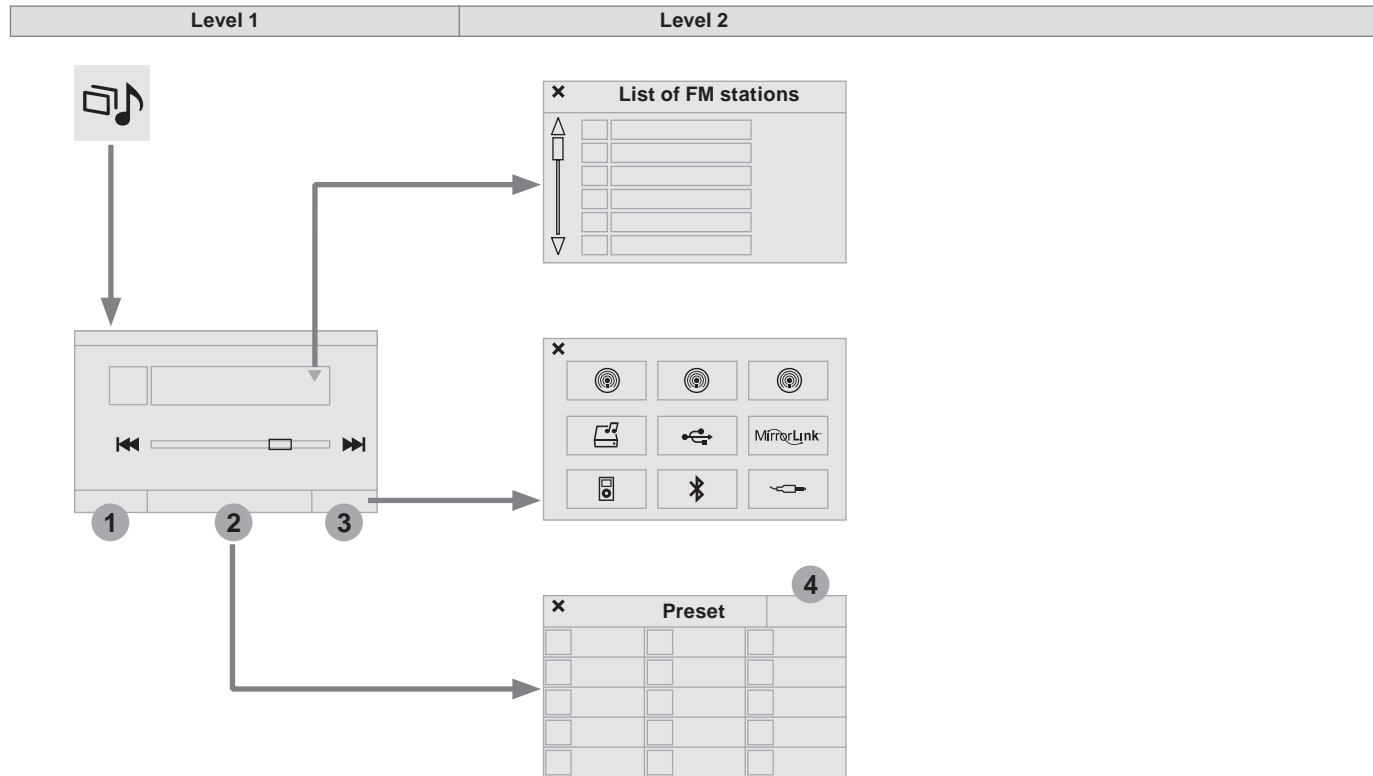 Level 1
Level 2
List of FM stations
MirrorLink
1
2
3
4
Preset